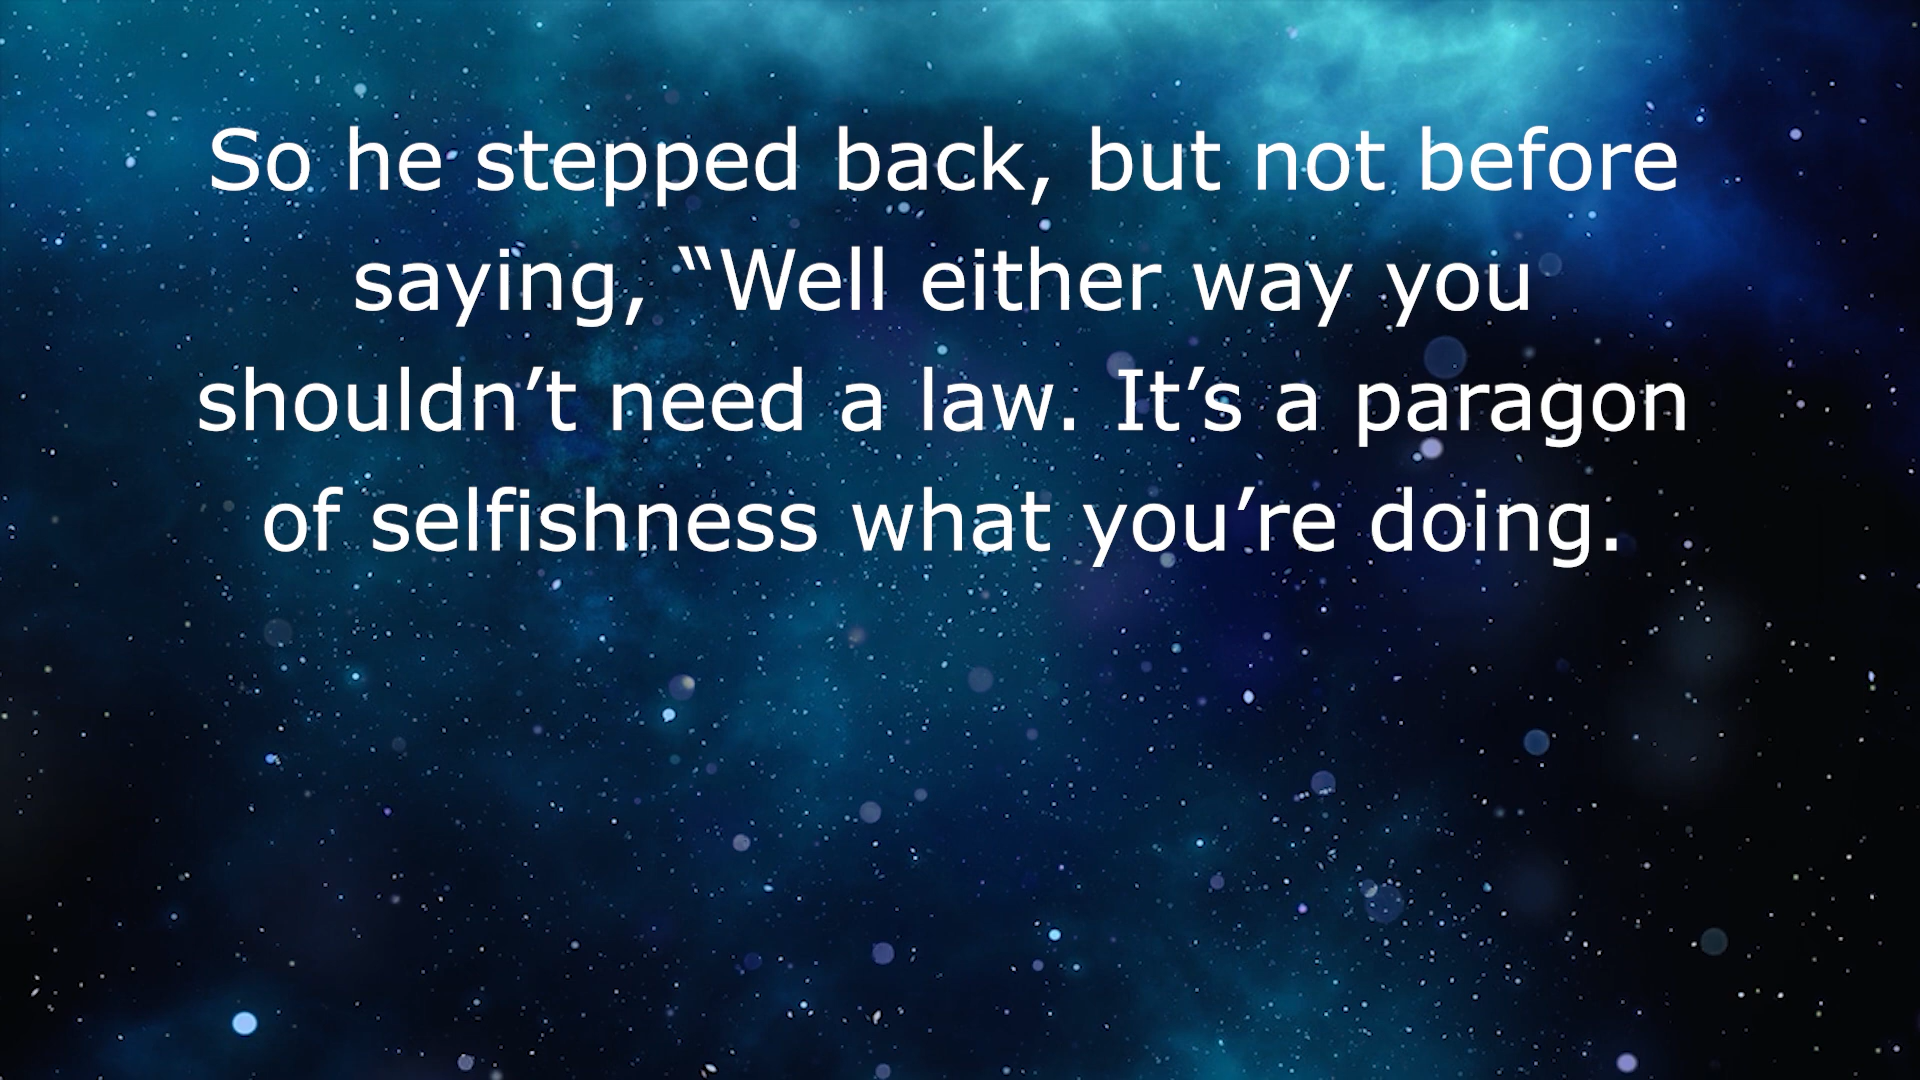 So he stepped back, but not before
saying, “Well either way you
shouldn’t need a law. It’s a paragon
of selfishness what you’re doing.